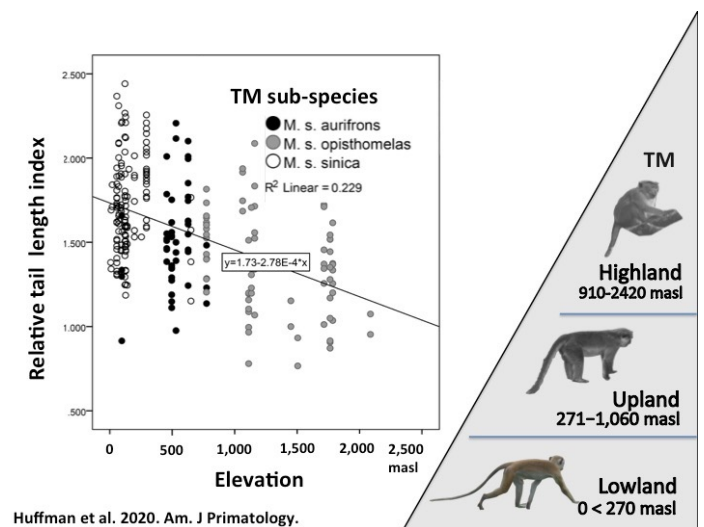 TM sub-species
M. s. aurifrons
M. s. opisthomelas
M. s. sinica
R² Linear = 0.229
y=1.73-2.78E-4*x
Relative tail length index
2.500
2.000
1.500
1.000
.500
0
500
1,000
1,500
2,000
2,500
masl
Elevation
Huffman et al. 2020. Am. J Primatology.
TM
Highland
910-2420 masl
Upland
271–1,060 masl
Lowland
0 < 270 masl